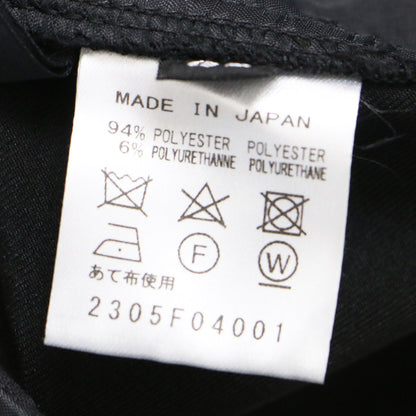 MADE IN JAPAN
94% POLYESTER POLYESTER
6% POLYURETHANNE POLYURETHANE
F W
あて布使用
2305F04001